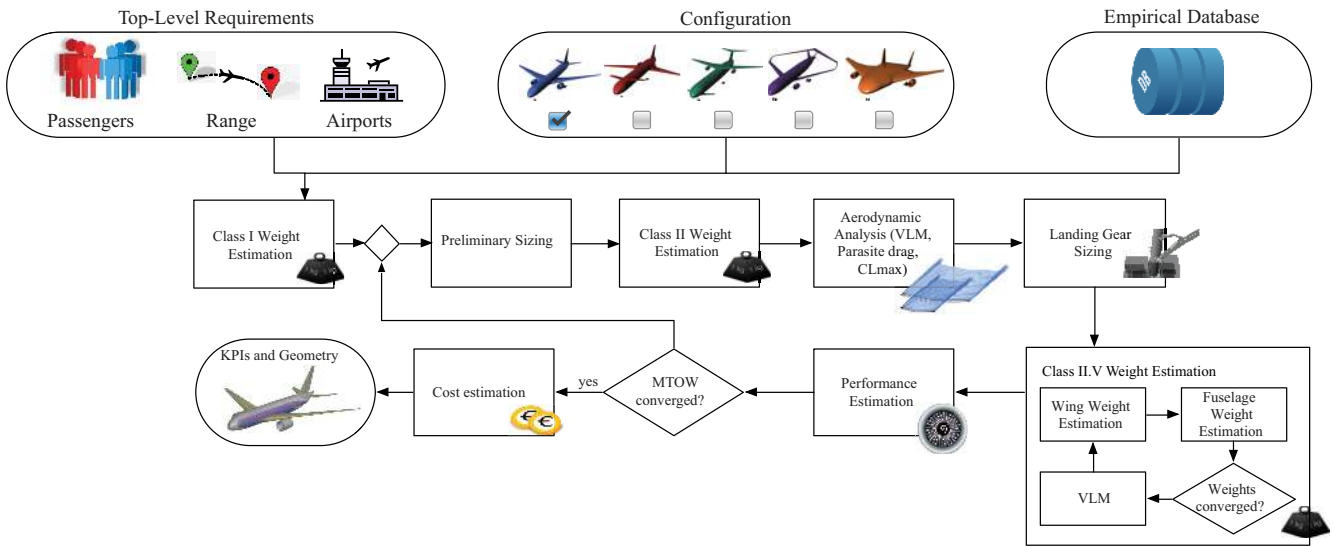 Top-Level Requirements
Configuration
Empirical Database
Passengers
Range
Airports
DB
Class I Weight
Estimation
Preliminary Sizing
Class II Weight
Estimation
Aerodynamic
Analysis (VLM,
Parasite drag,
CLmax)
Landing Gear
Sizing
KPIs and Geometry
Cost estimation
yes
MTOW
converged?
Performance
Estimation
Class II.V Weight Estimation
Wing Weight
Estimation
Fuselage
Weight
Estimation
VLM
Weights
converged?
€
€